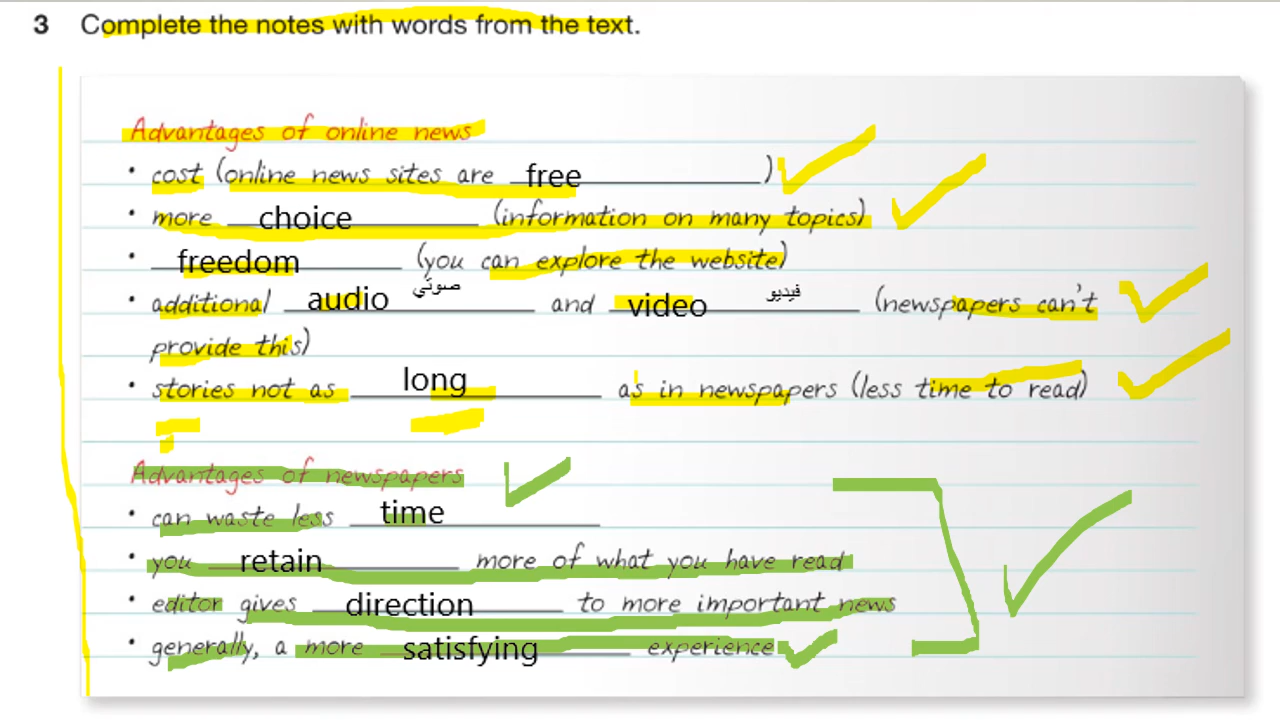 3 Complete the notes with words from the text.
Advantages of online news
• cost (online news sites are free)
• more choice (information on many topics)
• freedom (you can explore the website)
• additional audio صوتي and video فيديو (newspapers can't
provide this)
• stories not as long as in newspapers (less time to read)
Advantages of newspapers
• can waste less time
• you retain more of what you have read
• editor gives direction to more important news
• generally, a more satisfying experience